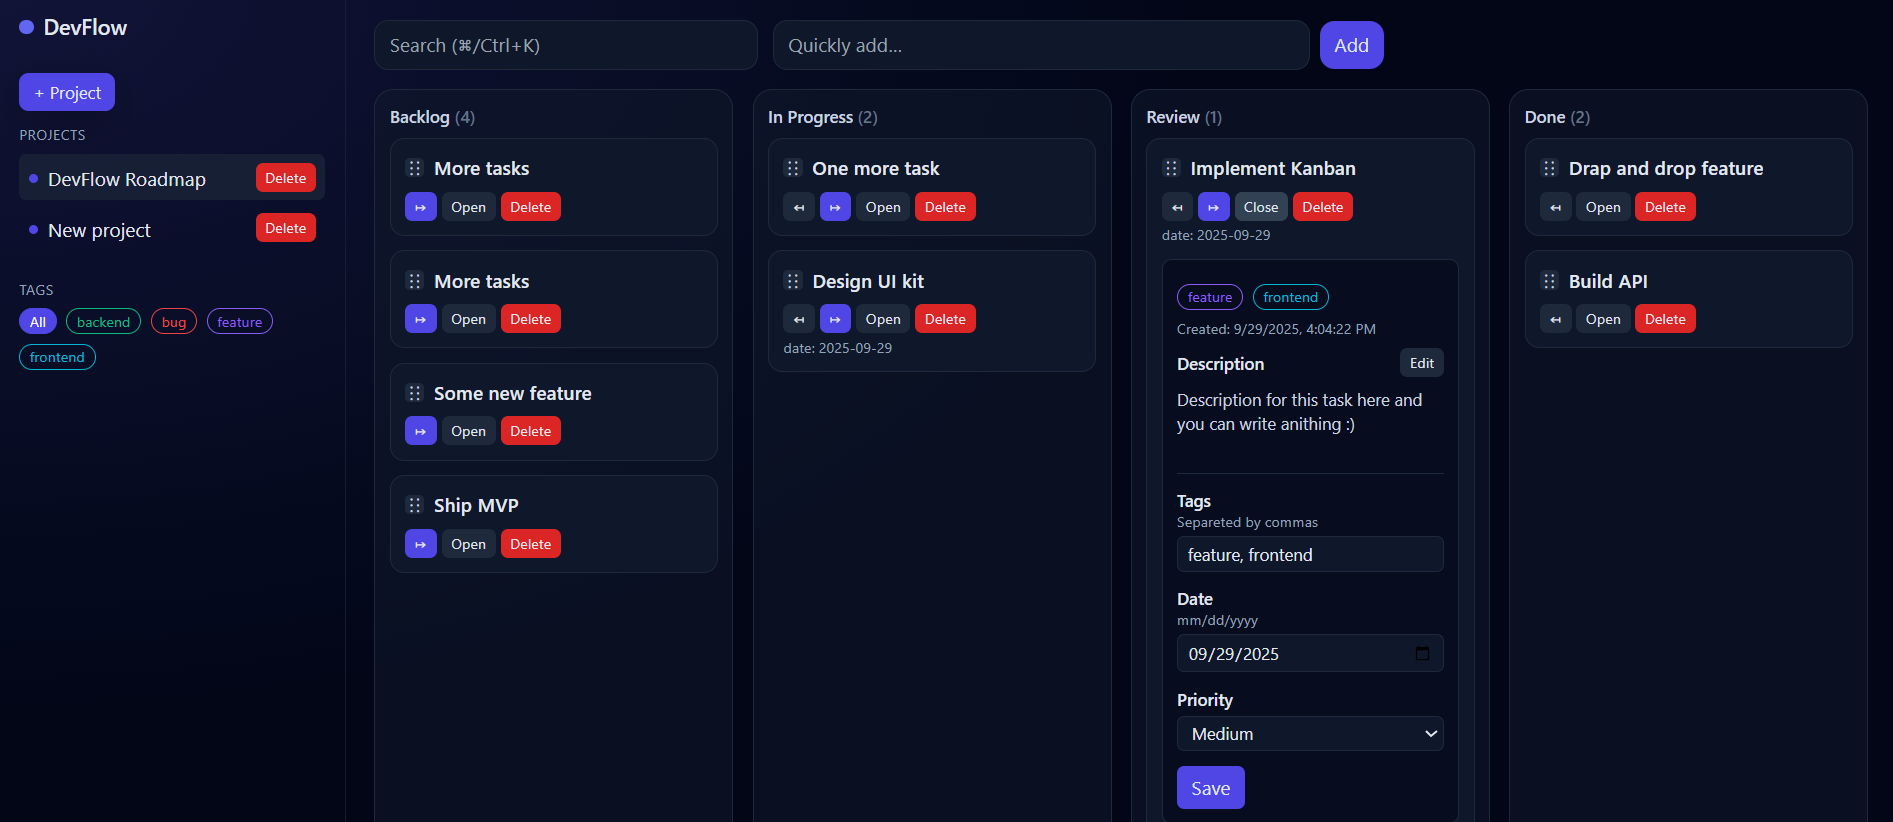 DevFlow
+ Project
PROJECTS
DevFlow Roadmap Delete
New project Delete
TAGS
All backend bug feature
frontend
Search (⌘/Ctrl+K) Quickly add... Add
Backlog (4)
More tasks
↦ Open Delete
More tasks
↦ Open Delete
Some new feature
↦ Open Delete
Ship MVP
↦ Open Delete
In Progress (2)
One more task
↤ ↦ Open Delete
Design UI kit
↤ ↦ Open Delete
date: 2025-09-29
Review (1)
Implement Kanban
↤ ↦ Close Delete
date: 2025-09-29
feature frontend
Created: 9/29/2025, 4:04:22 PM
Description Edit
Description for this task here and
you can write anithing :)
Tags
Separeted by commas
feature, frontend
Date
mm/dd/yyyy
09/29/2025
Priority
Medium
Save
Done (2)
Drap and drop feature
↤ Open Delete
Build API
↤ Open Delete